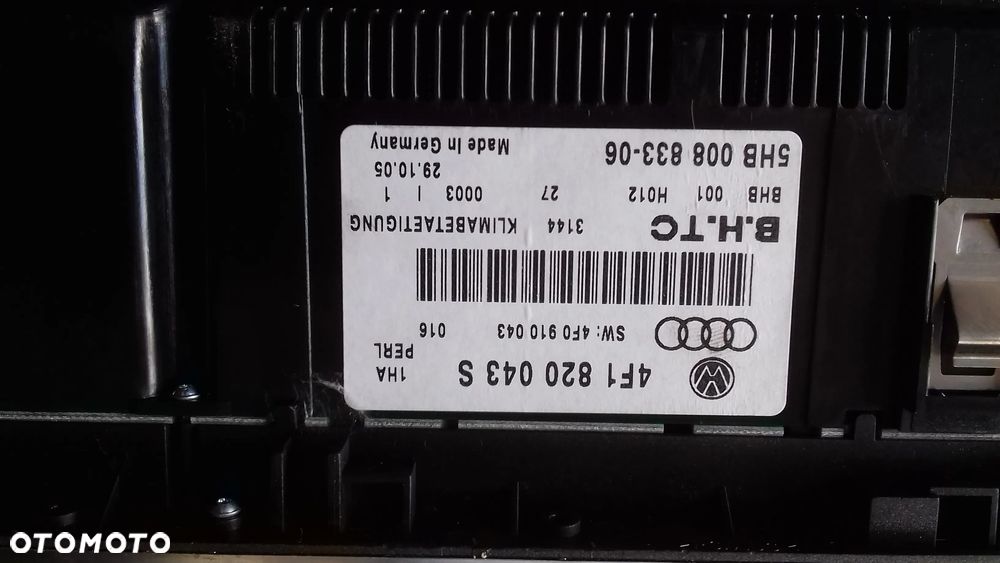 4F1 820 043 S 1HA
PERL
SW: 4F0 910 043 016
B.H.TC 3144 KLIMABETAETIGUNG
BHB 001 H012 27 0003 | 1
29.10.05
5HB 008 833-06 Made In Germany
OTOMOTO